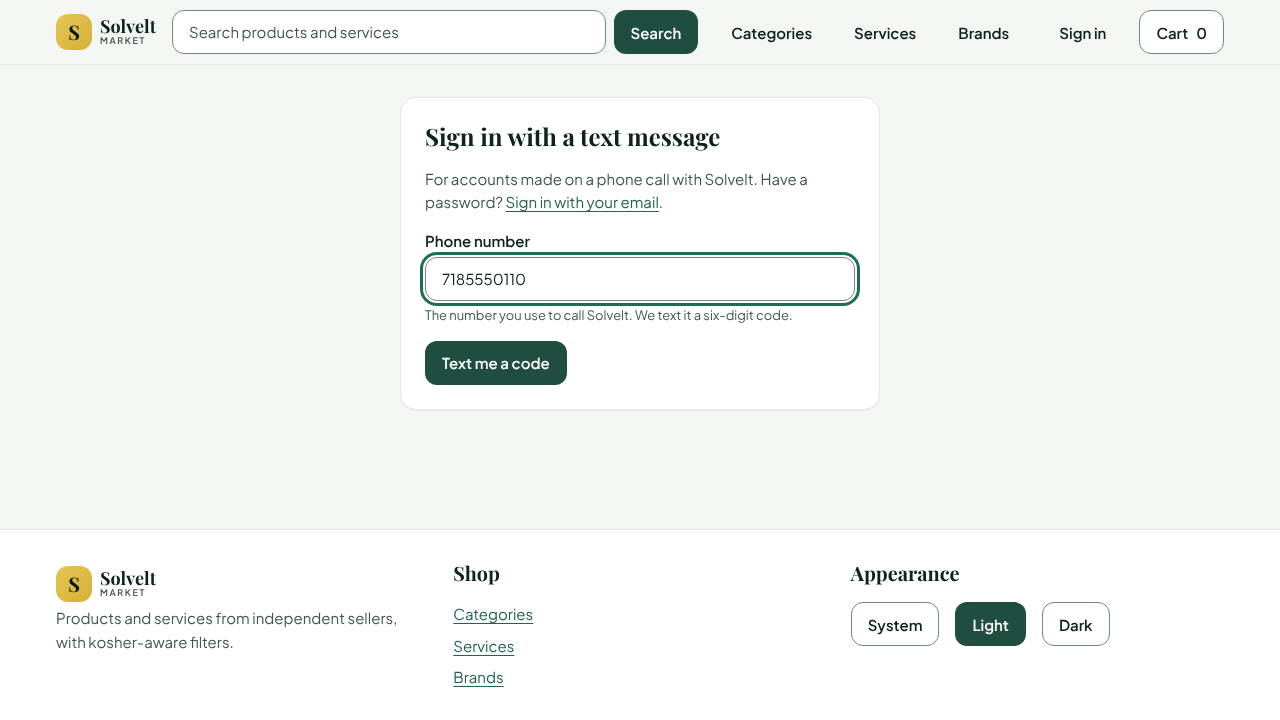 S Solvelt
MARKET
Search products and services
Search
Categories
Services
Brands
Sign in
Cart 0
Sign in with a text message
For accounts made on a phone call with Solvelt. Have a
password? Sign in with your email.
Phone number
7185550110
The number you use to call Solvelt. We text it a six-digit code.
Text me a code
S Solvelt
MARKET
Products and services from independent sellers,
with kosher-aware filters.
Shop
Categories
Services
Brands
Appearance
System
Light
Dark